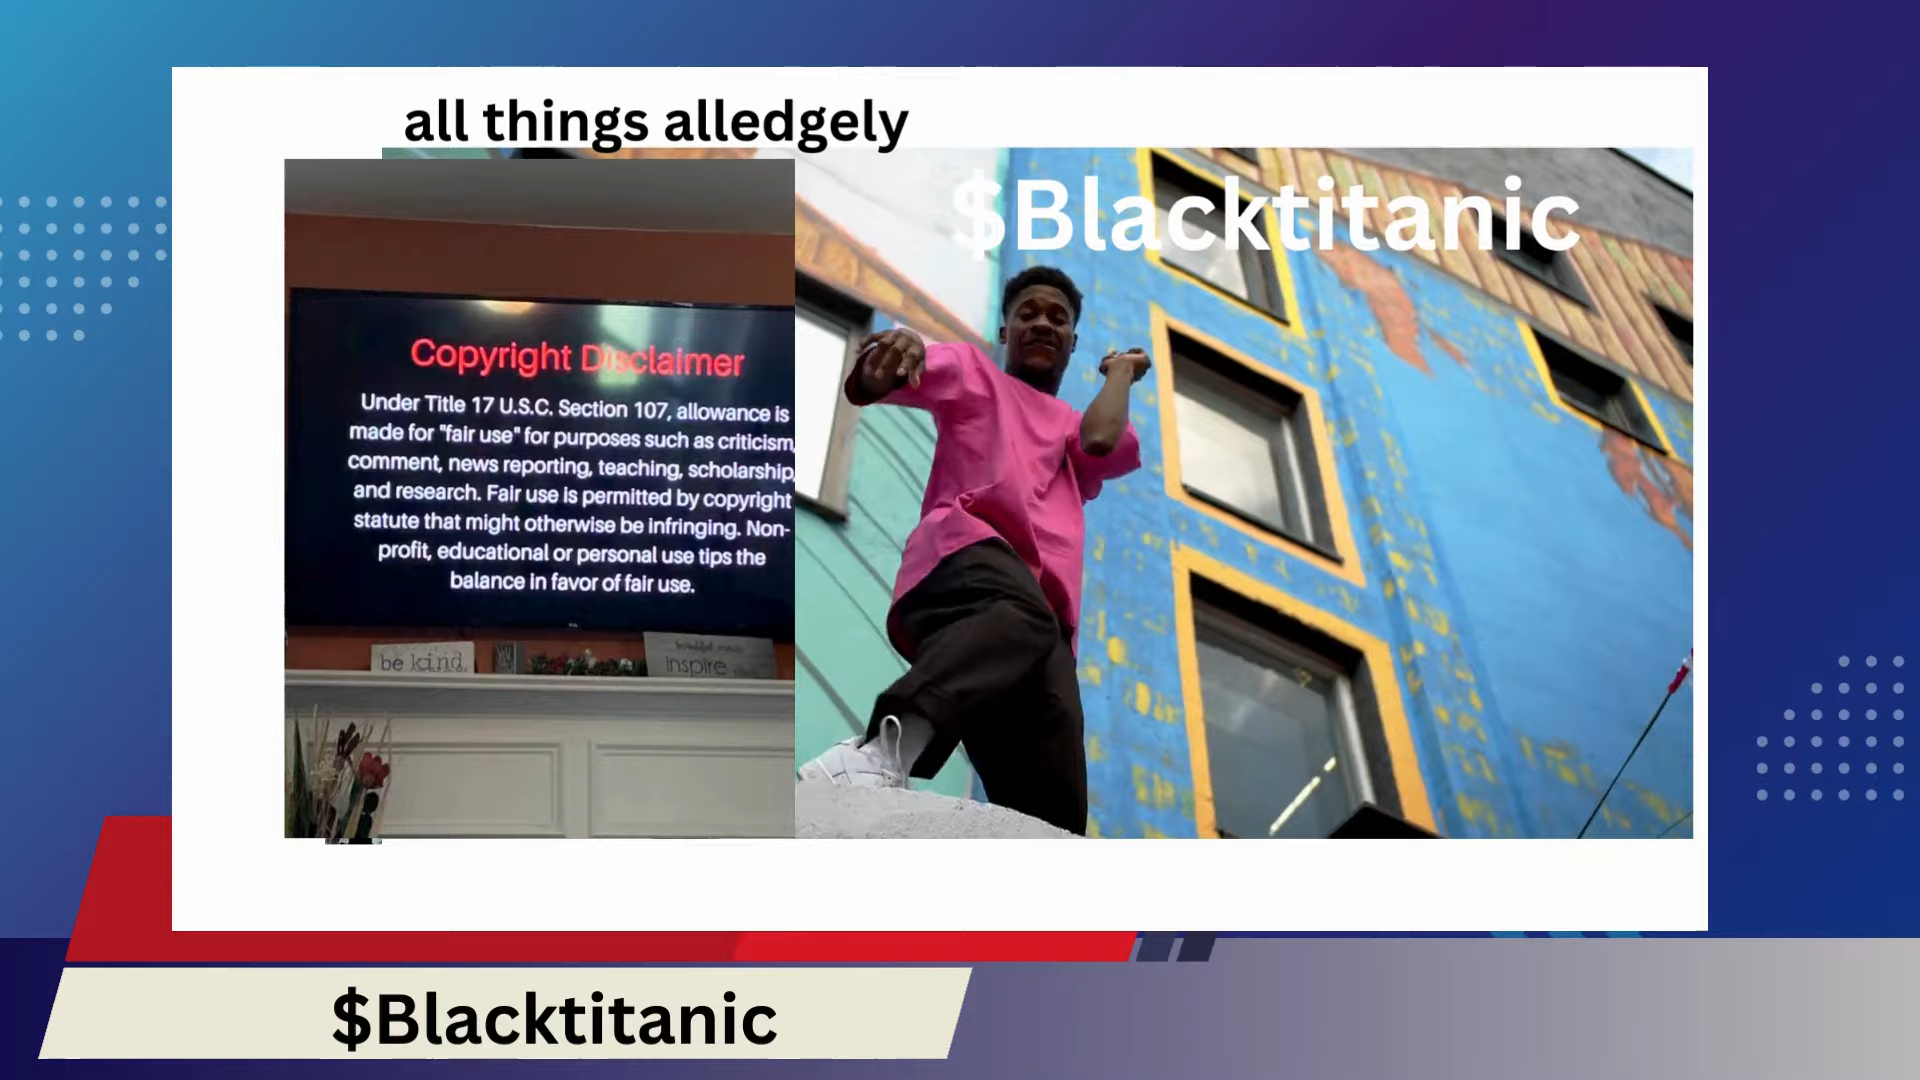 all things alledgely
$Blacktitanic
Copyright Disclaimer
Under Title 17 U.S.C. Section 107, allowance is
made for "fair use" for purposes such as criticism,
comment, news reporting, teaching, scholarship,
and research. Fair use is permitted by copyright
statute that might otherwise be infringing. Non-
profit, educational or personal use tips the
balance in favor of fair use.
be kind.
inspire
$Blacktitanic